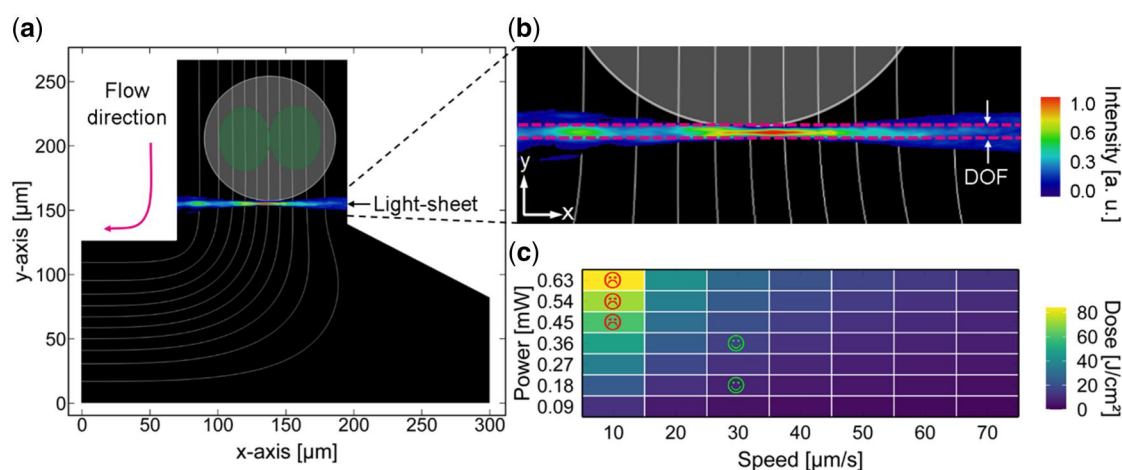 (a)
250
200
150
100
50
0
y-axis [µm]
Flow
direction
Light-sheet
0
50
100
150
200
250
300
x-axis [µm]
(b)
y
x
DOF
1.0
0.6
0.3
0.0
Intensity [a. u.]
(c)
0.63
0.54
0.45
0.36
0.27
0.18
0.09
Power [mW]
10
20
30
40
50
60
70
Speed [µm/s]
80
60
40
20
0
Dose [J/cm²]